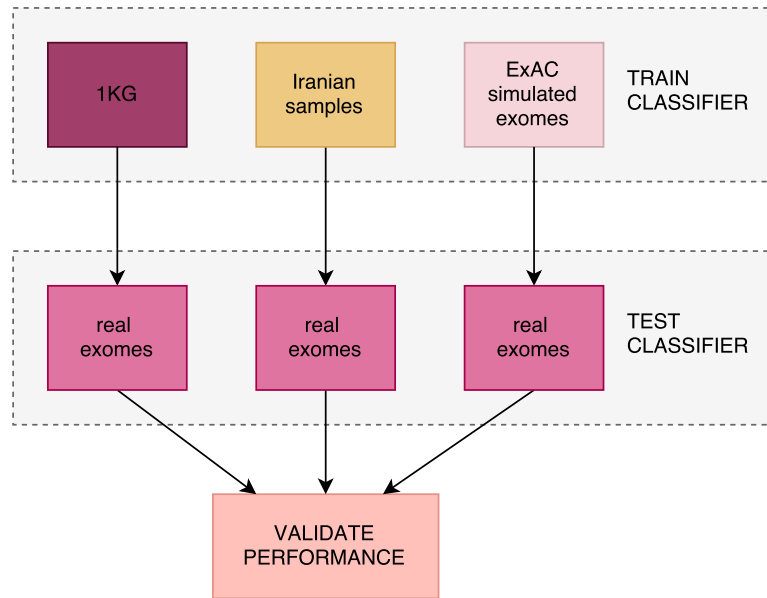 1KG
Iranian
samples
ExAC
simulated
exomes
TRAIN
CLASSIFIER
real
exomes
real
exomes
real
exomes
TEST
CLASSIFIER
VALIDATE
PERFORMANCE